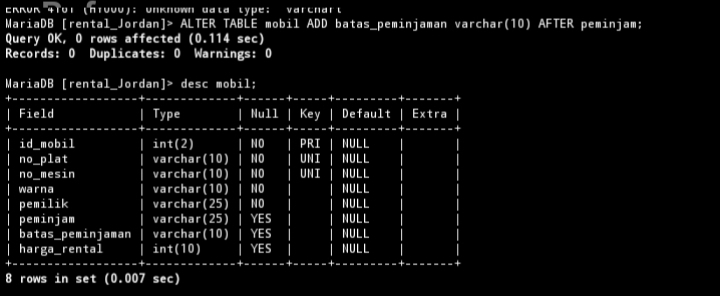 ERROR 4161 (HY000): Unknown data type: "varchart"
MariaDB [rental_Jordan]> ALTER TABLE mobil ADD batas_peminjaman varchar(10) AFTER peminjam;
Query OK, 0 rows affected (0.114 sec)
Records: 0  Duplicates: 0  Warnings: 0

MariaDB [rental_Jordan]> desc mobil;
+------------------+-------------+------+-----+---------+-------+
| Field            | Type        | Null | Key | Default | Extra |
+------------------+-------------+------+-----+---------+-------+
| id_mobil         | int(2)      | NO   | PRI | NULL    |       |
| no_plat          | varchar(10) | NO   | UNI | NULL    |       |
| no_mesin         | varchar(10) | NO   | UNI | NULL    |       |
| warna            | varchar(10) | NO   |     | NULL    |       |
| pemilik          | varchar(25) | NO   |     | NULL    |       |
| peminjam         | varchar(25) | YES  |     | NULL    |       |
| batas_peminjaman | varchar(10) | YES  |     | NULL    |       |
| harga_rental     | int(10)     | YES  |     | NULL    |       |
+------------------+-------------+------+-----+---------+-------+
8 rows in set (0.007 sec)